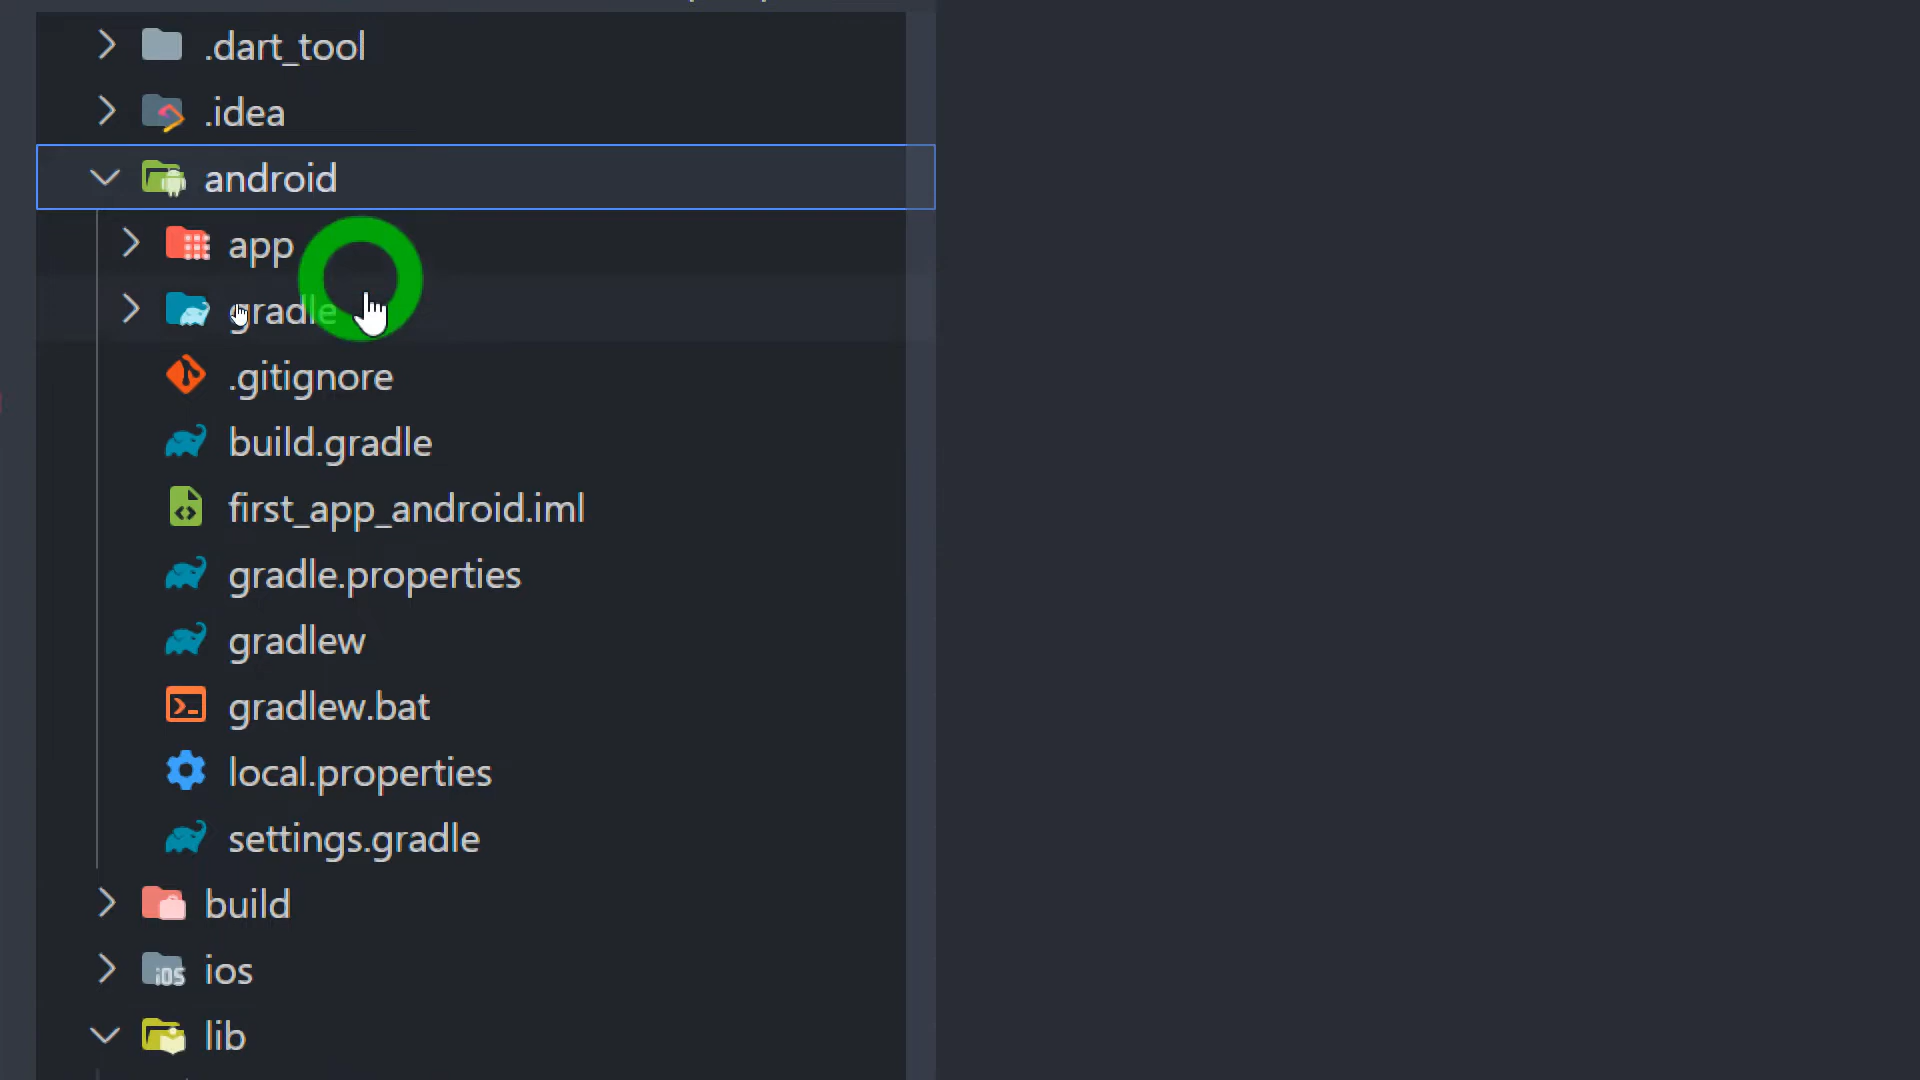 .dart_tool
.idea
android
app
gradle
.gitignore
build.gradle
first_app_android.iml
gradle.properties
gradlew
gradlew.bat
local.properties
settings.gradle
build
ios
lib